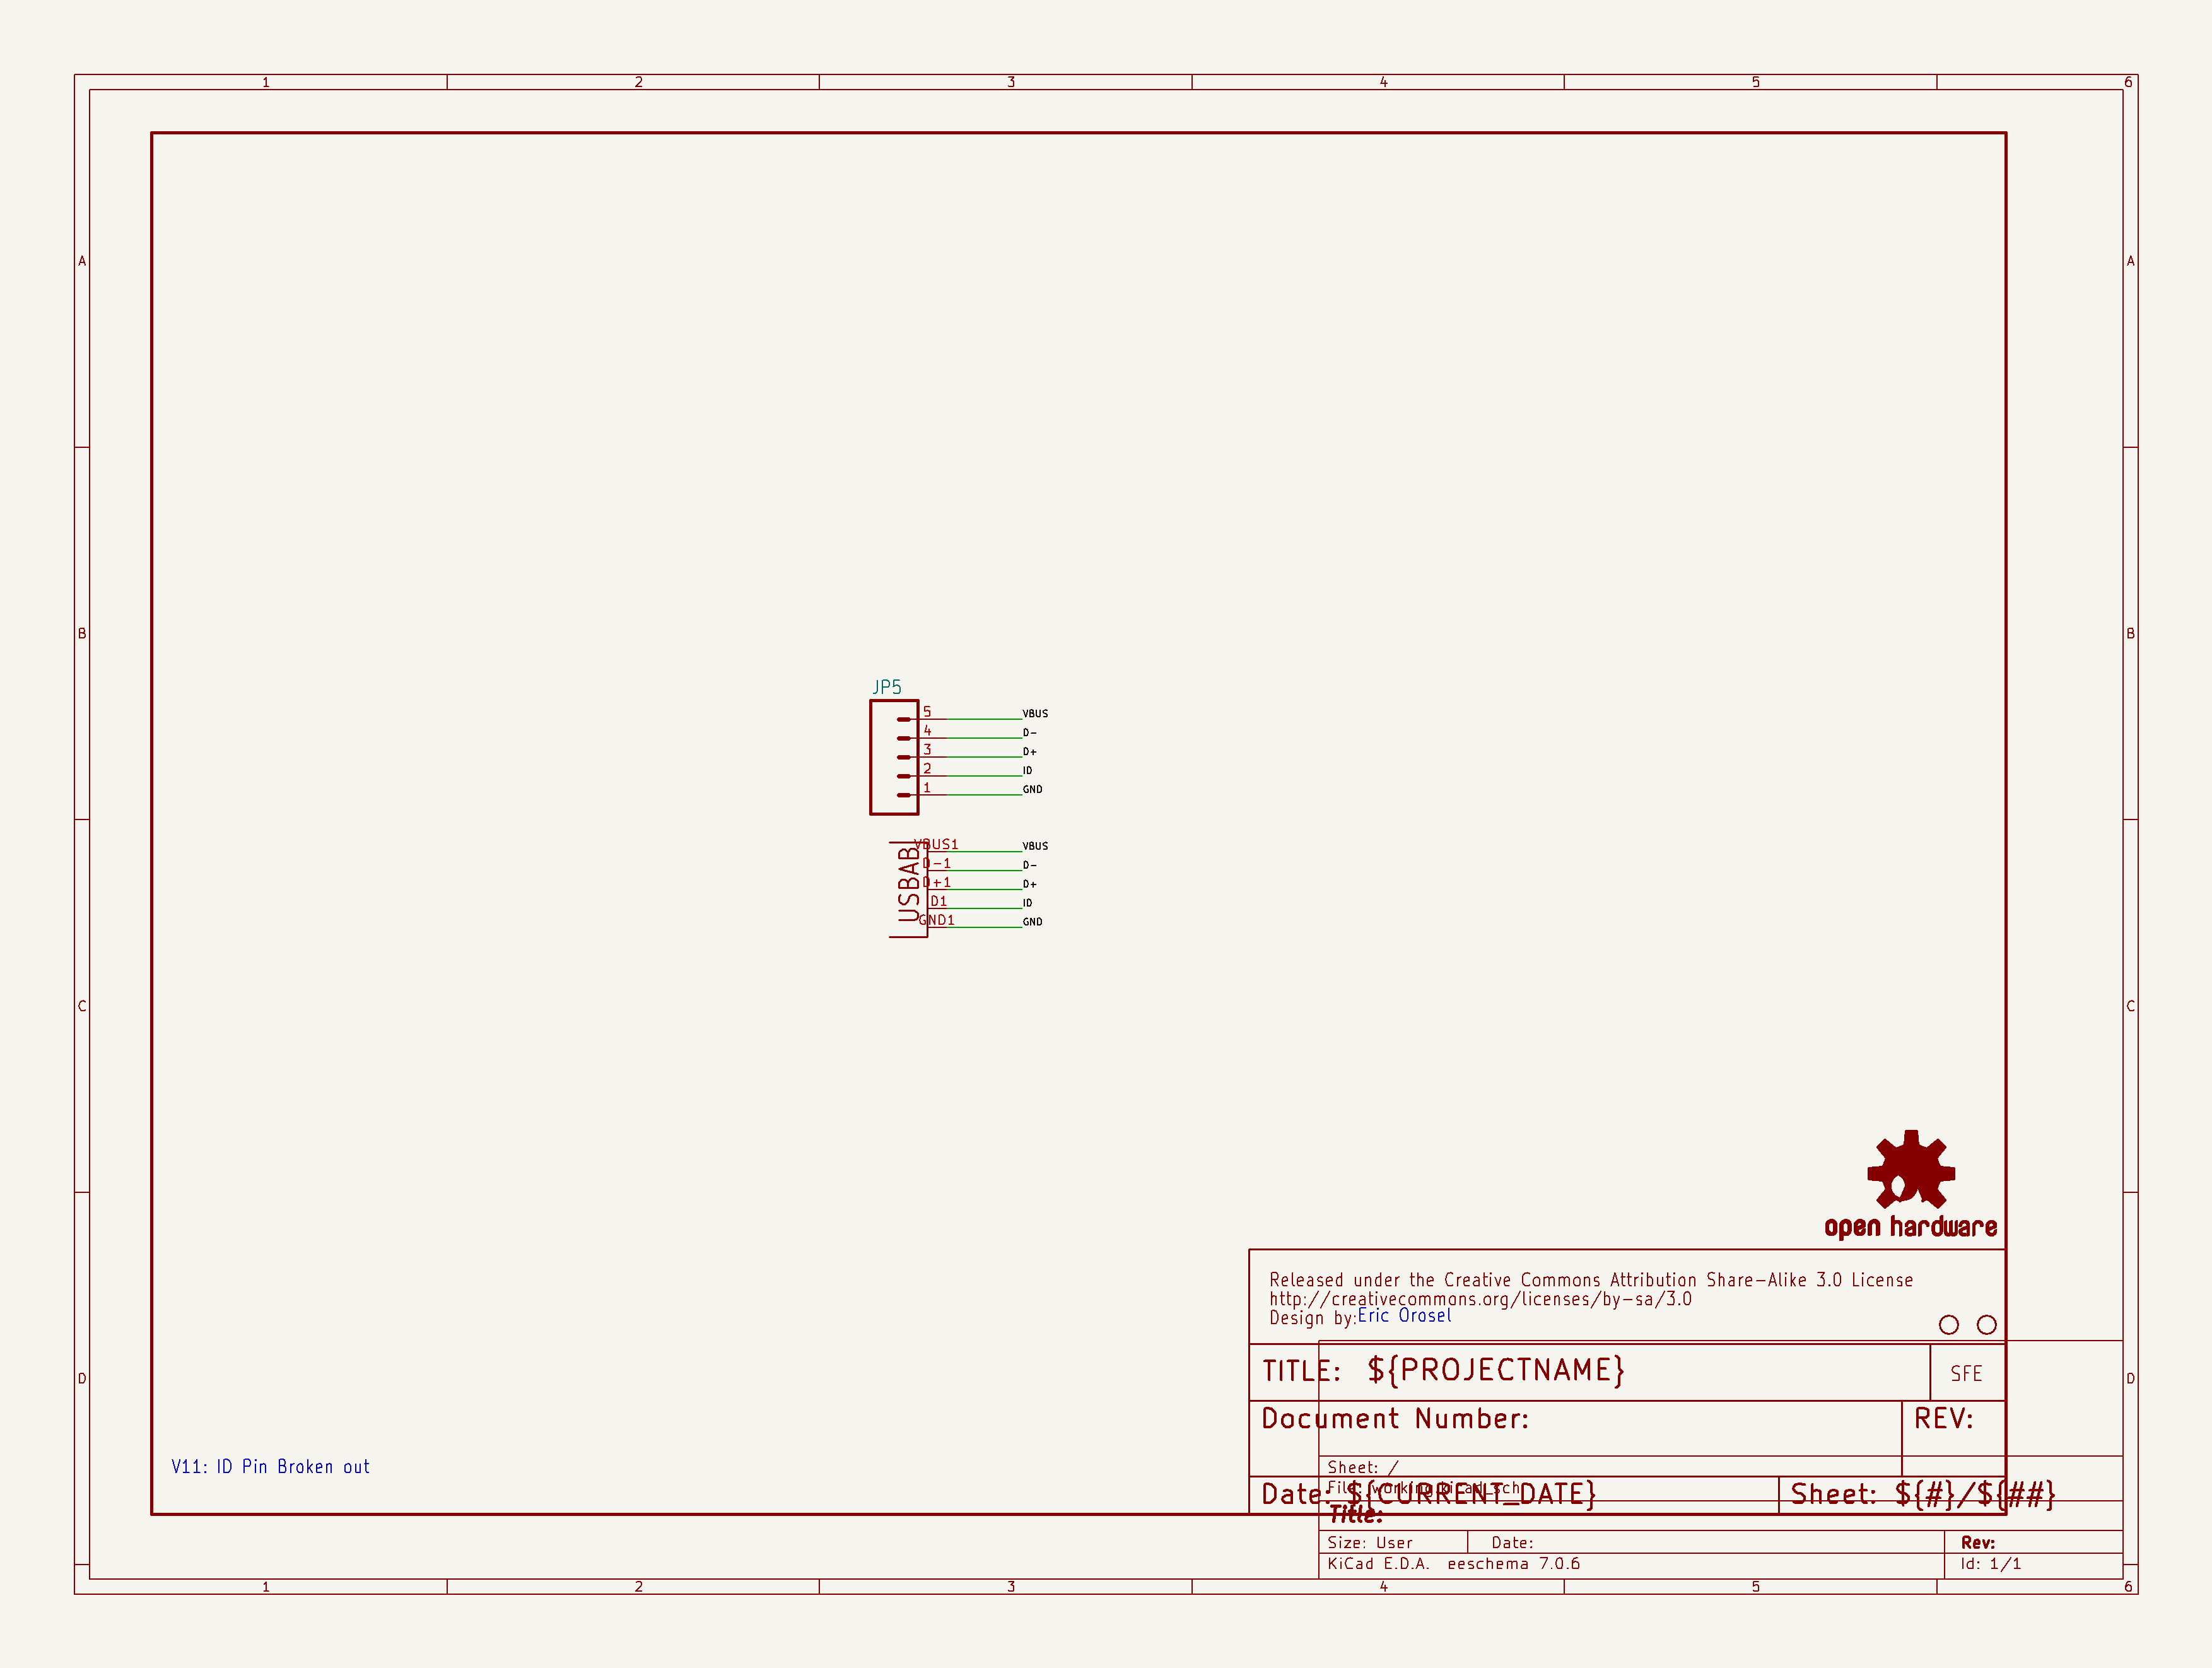 1 2 3 4 5 6
A A
B B
JP5
5 VBUS
4 D-
3 D+
2 ID
1 GND
USBAB
VBUS1 VBUS
D-1 D-
D+1 D+
D1 ID
GND1 GND
C C
open hardware
Released under the Creative Commons Attribution Share-Alike 3.0 License
http://creativecommons.org/licenses/by-sa/3.0
Design by:Eric Orosel
TITLE: ${PROJECTNAME} SFE
D D
Document Number: REV:
V11: ID Pin Broken out
Sheet: /
File: working.kicad_sch
Date: ${CURRENT_DATE} Sheet: ${#}/${##}
Title:
Size: User Date: Rev:
KiCad E.D.A. eeschema 7.0.6 Id: 1/1
1 2 3 4 5 6